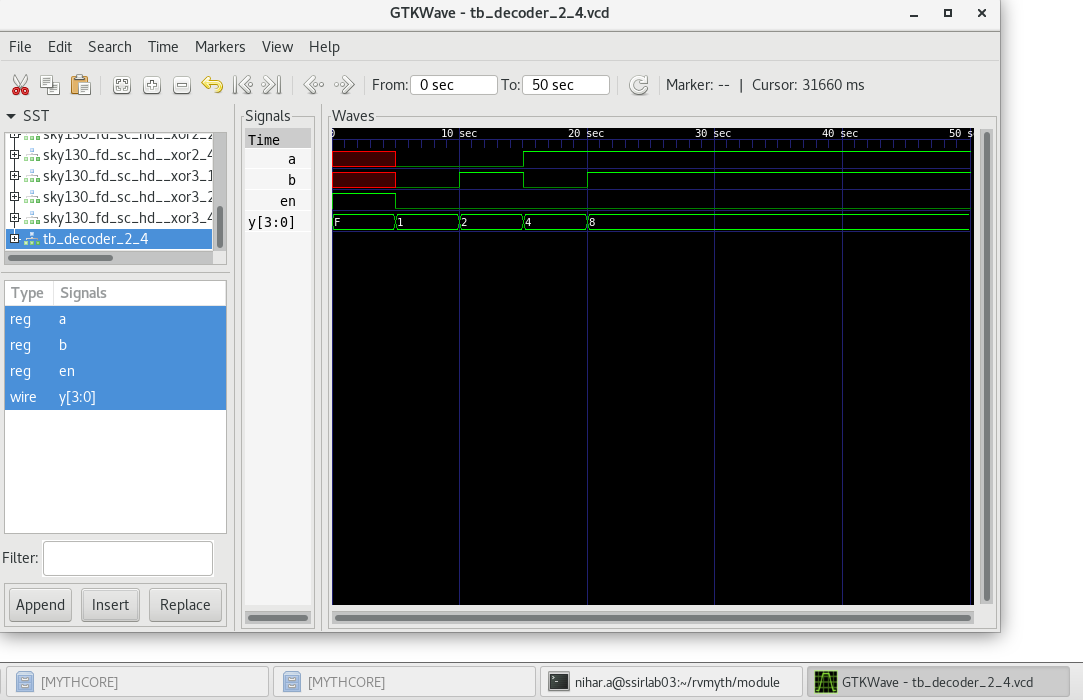 GTKWave - tb_decoder_2_4.vcd
File Edit Search Time Markers View Help
From: 0 sec To: 50 sec Marker: -- | Cursor: 31660 ms
SST
sky130_fd_sc_hd__xor2_2
sky130_fd_sc_hd__xor2_4
sky130_fd_sc_hd__xor3_1
sky130_fd_sc_hd__xor3_2
sky130_fd_sc_hd__xor3_4
tb_decoder_2_4
Type Signals
reg a
reg b
reg en
wire y[3:0]
Filter:
Append Insert Replace
Signals
Time
a
b
en
y[3:0]
Waves
0 10 sec 20 sec 30 sec 40 sec 50 s
F 1 2 4 8
[MYTHCORE] [MYTHCORE] nihar.a@ssirlab03:~/rvmyth/module GTKWave - tb_decoder_2_4.vcd